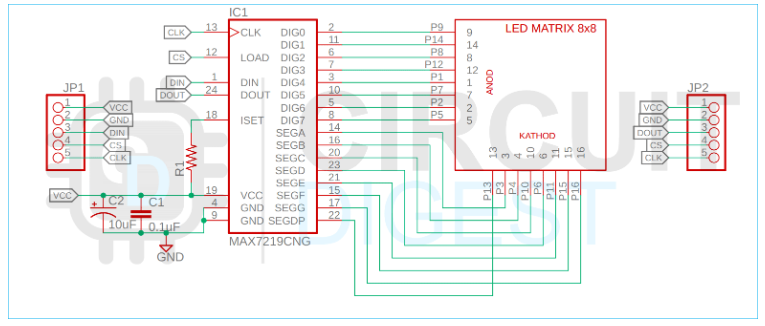 IC1
CLK 13 CLK DIG0 2 P9 9 LED MATRIX 8x8
DIG1 11 P14 14
CS 12 LOAD DIG2 6 P8 8
DIG3 7 P12 12
DIN 1 DIN DIG4 3 P1 1 ANOD
DOUT 24 DOUT DIG5 10 P7 7
DIG6 5 P2 2
18 ISET DIG7 8 P5 5
SEGA 14
SEGB 16
SEGC 20
SEGD 23
SEGE 21
19 VCC SEGF 15
4 GND SEGG 17
9 GND SEGDP 22
MAX7219CNG
KATHOD
13 3 4 10 6 11 15 16
P13 P3 P4 P10 P6 P11 P15 P16
JP1
1 VCC
2 GND
3 DIN
4 CS
5 CLK
R1
VCC
C2 C1
10uF 0.1uF
GND
JP2
VCC 1
GND 2
DOUT 3
CS 4
CLK 5
CIRCUIT
DIGEST
CD